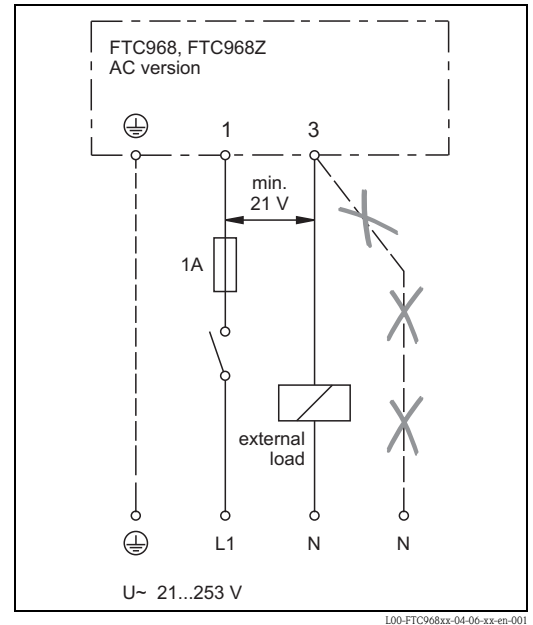 FTC968, FTC968Z
AC version
1
3
min.
21 V
1A
external
load
L1
N
N
U~ 21...253 V
L00-FTC968xx-04-06-xx-en-001